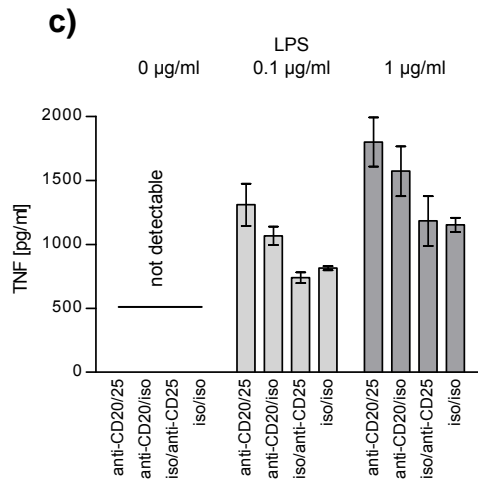 c)
LPS
0 µg/ml 0.1 µg/ml 1 µg/ml
TNF [pg/ml]
2000
1500
1000
500
0
not detectable
anti-CD20/25
anti-CD20/iso
iso/anti-CD25
iso/iso
anti-CD20/25
anti-CD20/iso
iso/anti-CD25
iso/iso
anti-CD20/25
anti-CD20/iso
iso/anti-CD25
iso/iso